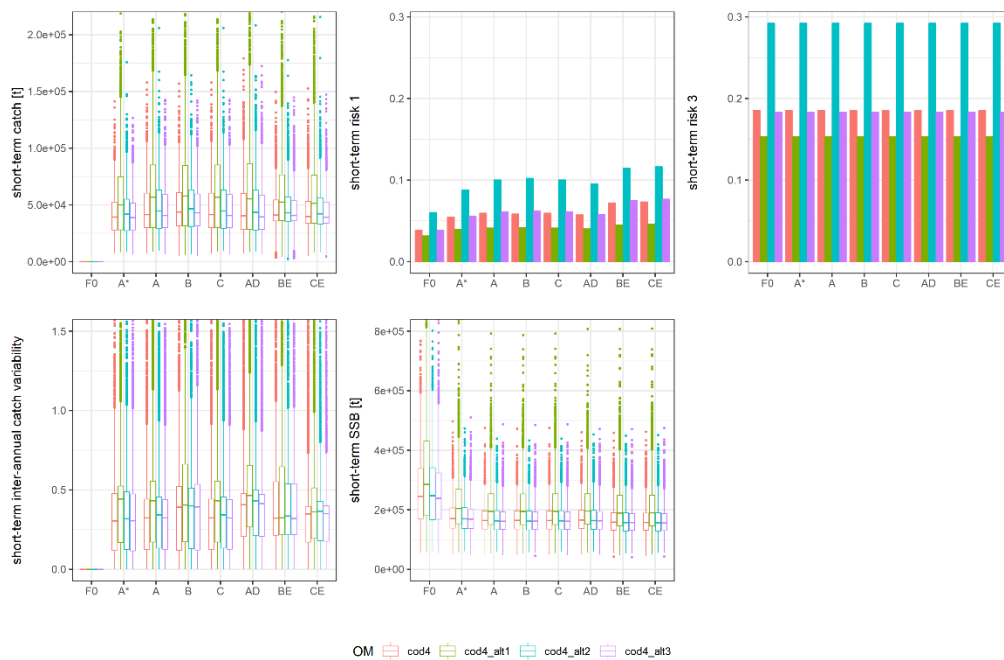 short-term catch [t]
2.0e+05
1.5e+05
1.0e+05
5.0e+04
0.0e+00
F0 A* A B C AD BE CE
short-term risk 1
0.3
0.2
0.1
0.0
F0 A* A B C AD BE CE
short-term risk 3
0.3
0.2
0.1
0.0
F0 A* A B C AD BE CE
short-term inter-annual catch variability
1.5
1.0
0.5
0.0
F0 A* A B C AD BE CE
short-term SSB [t]
8e+05
6e+05
4e+05
2e+05
0e+00
F0 A* A B C AD BE CE
OM cod4 cod4_alt1 cod4_alt2 cod4_alt3